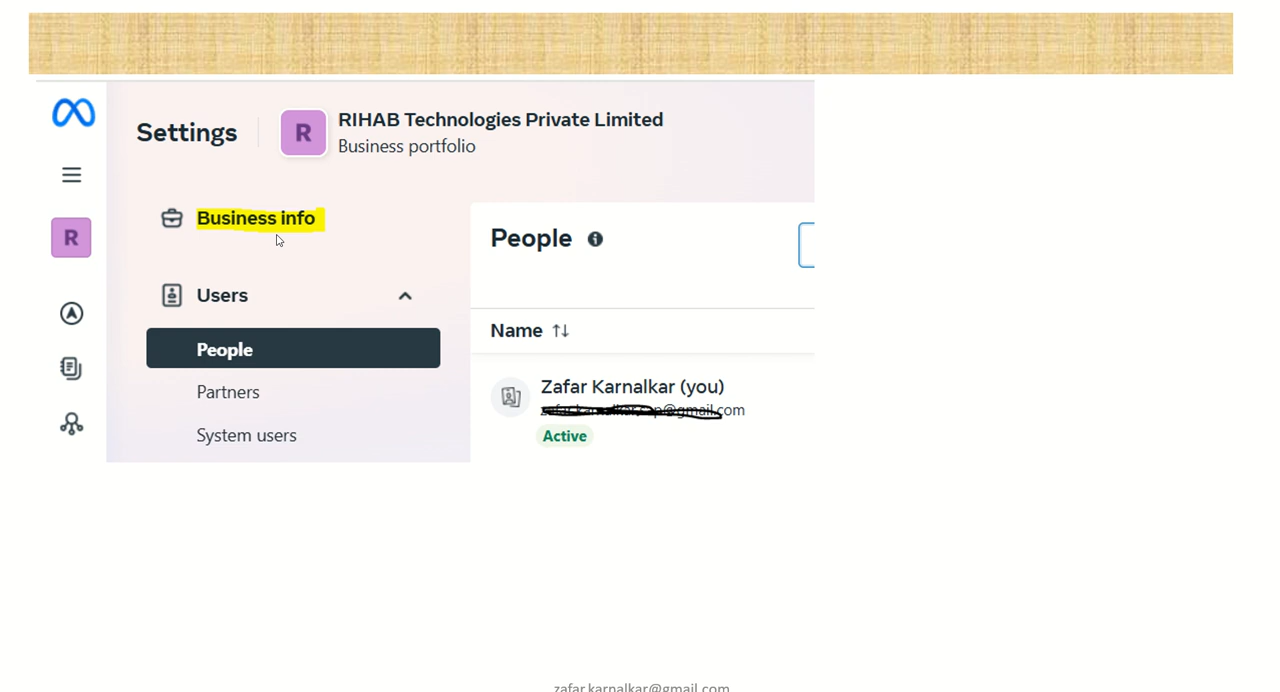 Settings
R
RIHAB Technologies Private Limited
Business portfolio
R
Business info
People
Users
Name
People
Zafar Karnalkar (you)
@gmail.com
Partners
Active
System users
zafar.karnalkar@gmail.com